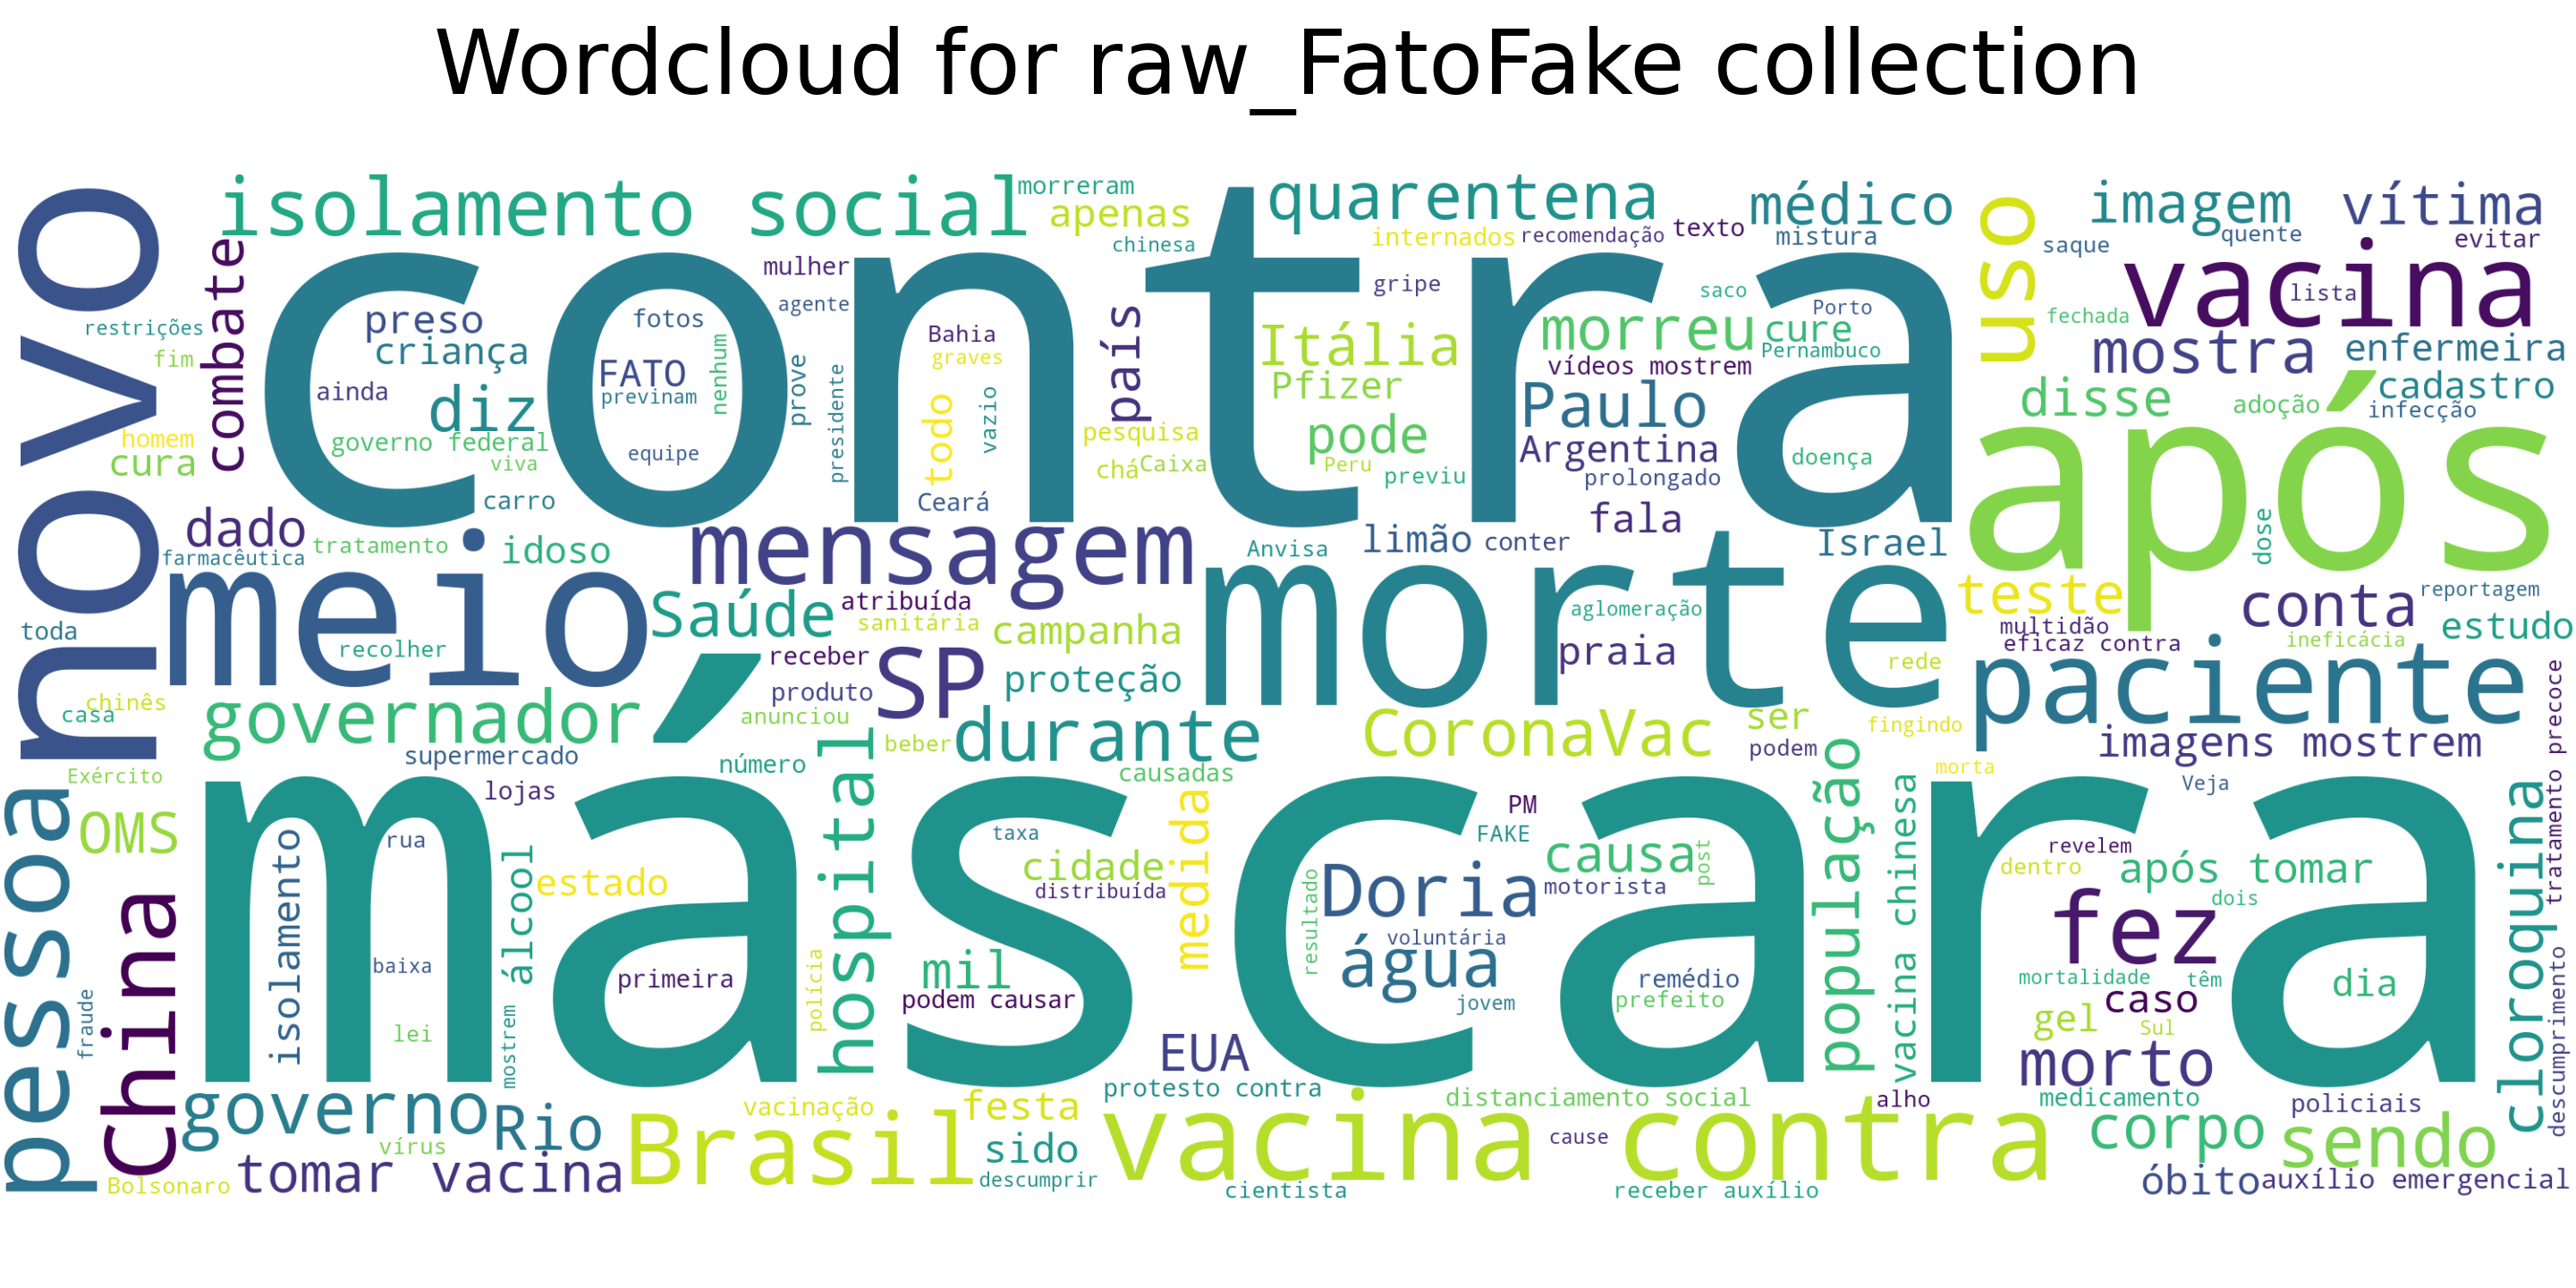 Wordcloud for raw_FatoFake collection
novo
contra
máscara
morte
após
meio
isolamento social
morreram
apenas
chinesa
quarentena
internados
recomendação
texto
médico
mistura
uso
imagem
quente
vítima
saque
evitar
combate
mulher
agente
gripe
saco
Porto
vacina
lista
restrições
fim
preso
criança
fotos
FATO
previnam
nenhum
ainda
diz
governo federal
viva
equipe
prove
presidente
Bahia
graves
todo
vazio
país
Itália
Pfizer
morreu
cure
Pernambuco
vídeos mostrem
fechada
mostra
enfermeira
cadastro
disse
adoção
infecção
homem
cura
pesquisa
chá
Caixa
pode
Peru
previu
Paulo
Argentina
prolongado
doença
carro
Ceará
dado
farmacêutica
tratamento
idoso
mensagem
Anvisa
limão
conter
fala
Israel
dose
toda
Saúde
atribuída
sanitária
campanha
aglomeração
teste
multidão
eficaz contra
conta
reportagem
ineficácia
estudo
recolher
receber
produto
SP
proteção
praia
rede
paciente
chinês
casa
governador
anunciou
durante
beber
CoronaVac
ser
podem
fingindo
imagens mostrem
tratamento precoce
Exército
supermercado
número
lojas
hospital
causadas
população
morta
Veja
pessoa
OMS
China
isolamento
rua
álcool
estado
taxa
cidade
distribuída
medida
PM
FAKE
Doria
causa
post
motorista
voluntária
resultado
água
vacina chinesa
revelem
dentro
após tomar
dois
fez
cloroquina
baixa
primeira
polícia
mil
podem causar
jovem
remédio
prefeito
mortalidade
têm
caso
dia
gel
Sul
morto
descumprimento
fraude
lei
mostrem
EUA
protesto contra
distanciamento social
alho
medicamento
policiais
governo
Rio
vírus
Bolsonaro
tomar vacina
Brasil
vacinação
festa
sido
descumprir
vacina contra
cause
cientista
receber auxílio
corpo
sendo
óbito
auxílio emergencial